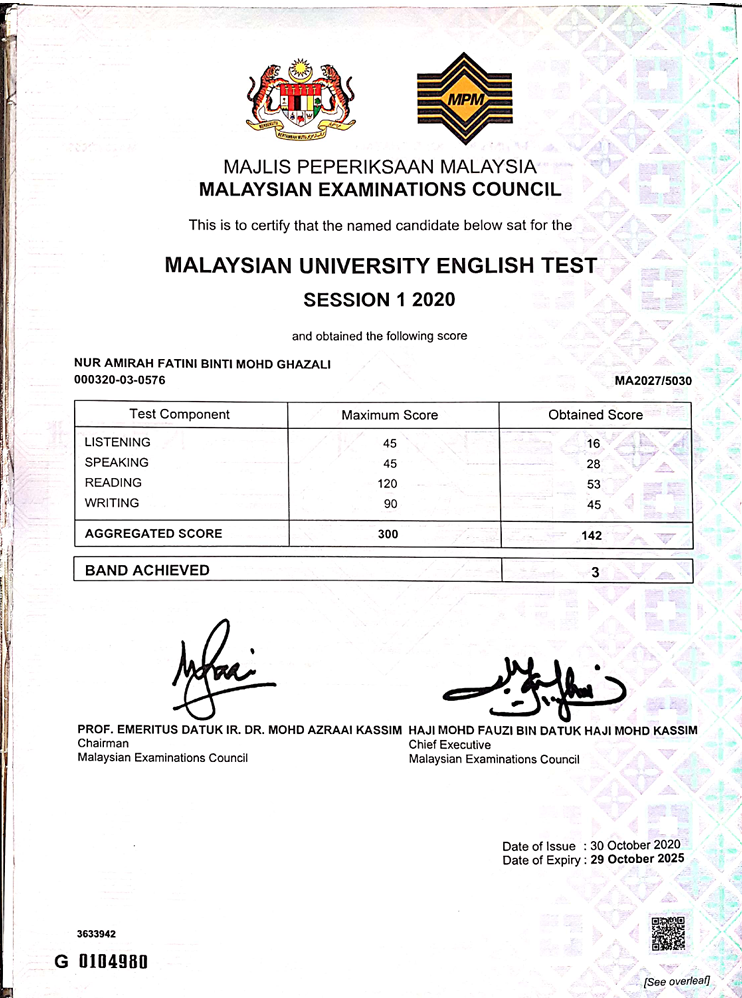 MPM
MAJLIS PEPERIKSAAN MALAYSIA
MALAYSIAN EXAMINATIONS COUNCIL
This is to certify that the named candidate below sat for the
MALAYSIAN UNIVERSITY ENGLISH TEST
SESSION 1 2020
and obtained the following score
NUR AMIRAH FATINI BINTI MOHD GHAZALI
000320-03-0576 MA2027/5030
Test Component Maximum Score Obtained Score
LISTENING 45 16
SPEAKING 45 28
READING 120 53
WRITING 90 45
AGGREGATED SCORE 300 142
BAND ACHIEVED 3
PROF. EMERITUS DATUK IR. DR. MOHD AZRAAI KASSIM HAJI MOHD FAUZI BIN DATUK HAJI MOHD KASSIM
Chairman Chief Executive
Malaysian Examinations Council Malaysian Examinations Council
Date of Issue : 30 October 2020
Date of Expiry : 29 October 2025
3633942
G 0104980
[See overleaf]